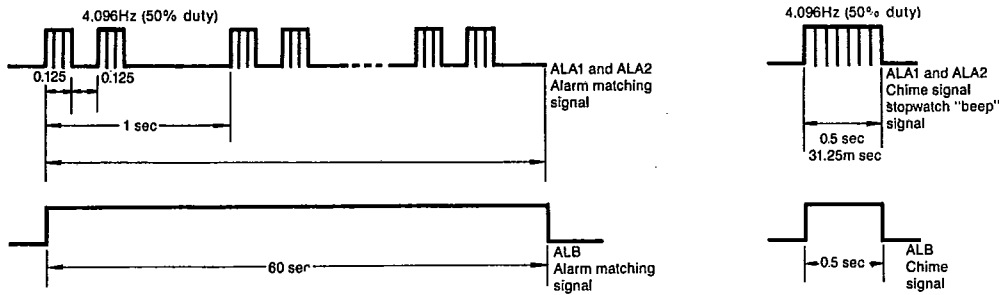 4.096Hz (50% duty)
0.125
0.125
1 sec
ALA1 and ALA2
Alarm matching
signal
60 sec
ALB
Alarm matching
signal
4.096Hz (50% duty)
ALA1 and ALA2
Chime signal
stopwatch "beep"
signal
0.5 sec
31.25m sec
0.5 sec
ALB
Chime
signal